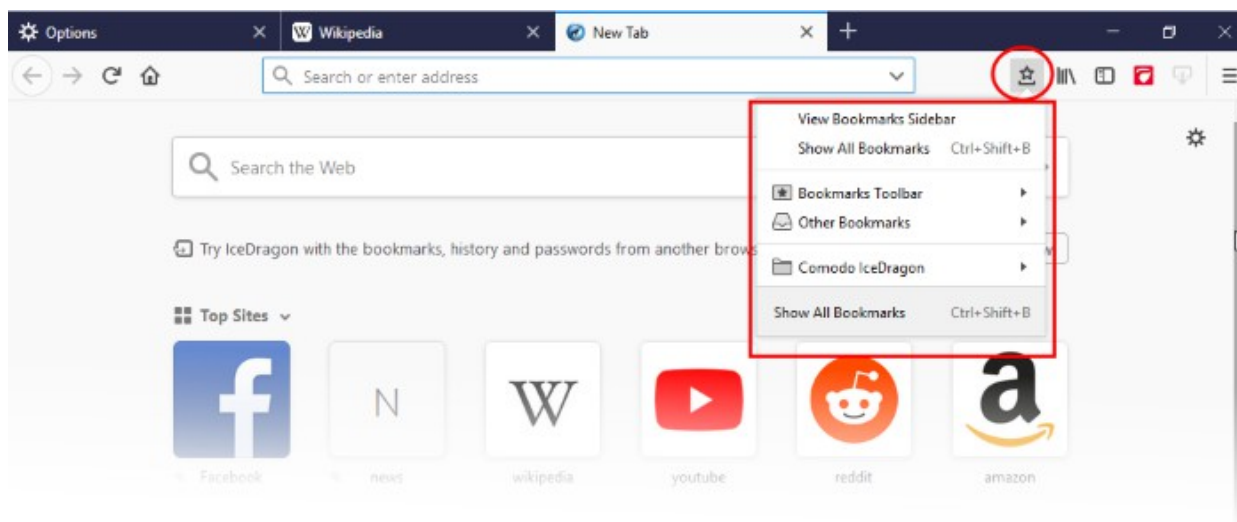 Options
Wikipedia
New Tab
Search or enter address
View Bookmarks Sidebar
Show All Bookmarks Ctrl+Shift+B
Search the Web
Bookmarks Toolbar
Other Bookmarks
Try IceDragon with the bookmarks, history and passwords from another
Comodo IceDragon
Top Sites
Show All Bookmarks Ctrl+Shift+B
f
N
W
a
Facebook
news
wikipedia
youtube
reddit
amazon